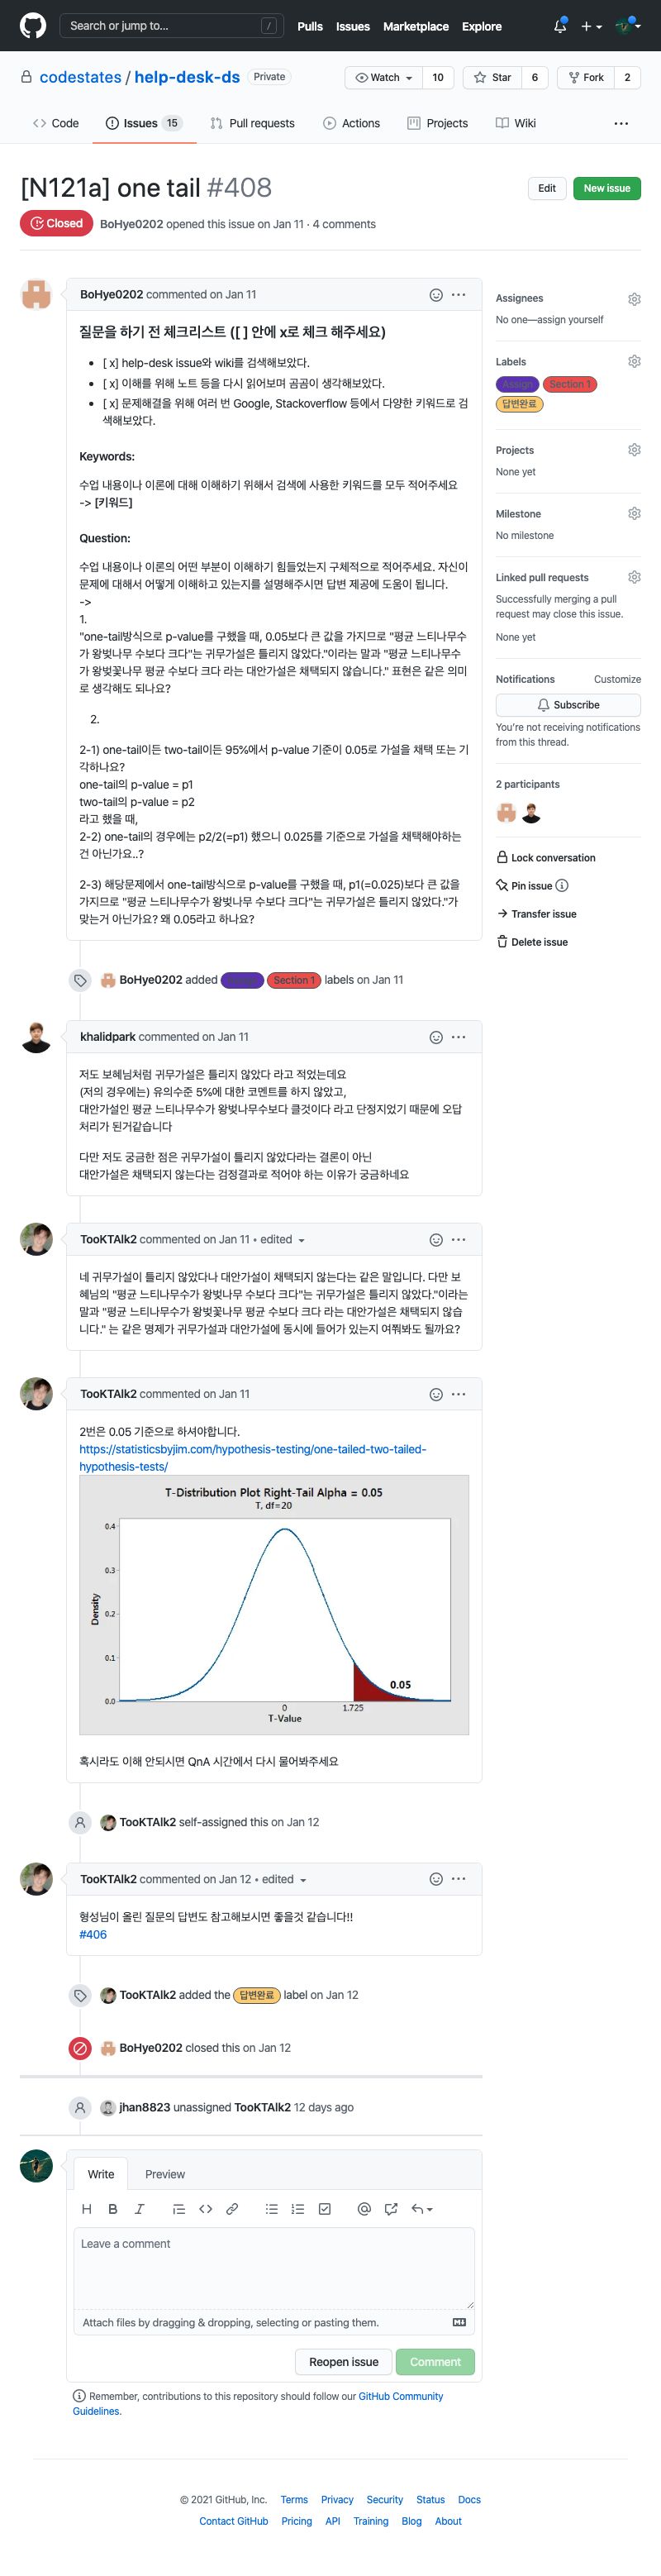 Search or jump to...
/
Pulls Issues Marketplace Explore
codestates / help-desk-ds Private
Watch 10 Star 6 Fork 2
Code Issues 15 Pull requests Actions Projects Wiki
[N121a] one tail #408
Edit New issue
Closed BoHye0202 opened this issue on Jan 11 · 4 comments
BoHye0202 commented on Jan 11
질문을 하기 전 체크리스트 ([ ] 안에 x로 체크 해주세요)
[ x] help-desk issue와 wiki를 검색해보았다.
[ x] 이해를 위해 노트 등을 다시 읽어보며 곰곰이 생각해보았다.
[ x] 문제해결을 위해 여러 번 Google, Stackoverflow 등에서 다양한 키워드로 검
색해보았다.
Keywords:
수업 내용이나 이론에 대해 이해하기 위해서 검색에 사용한 키워드를 모두 적어주세요
-> [키워드]
Question:
수업 내용이나 이론의 어떤 부분이 이해하기 힘들었는지 구체적으로 적어주세요. 자신이
문제에 대해서 어떻게 이해하고 있는지를 설명해주시면 답변 제공에 도움이 됩니다.
->
1.
"one-tail방식으로 p-value를 구했을 때, 0.05보다 큰 값을 가지므로 "평균 느티나무수
가 왕벚나무 수보다 크다"는 귀무가설은 틀리지 않았다."이라는 말과 "평균 느티나무수
가 왕벚꽃나무 평균 수보다 크다 라는 대안가설은 채택되지 않습니다." 표현은 같은 의미
로 생각해도 되나요?
2.
2-1) one-tail이든 two-tail이든 95%에서 p-value 기준이 0.05로 가설을 채택 또는 기
각하나요?
one-tail의 p-value = p1
two-tail의 p-value = p2
라고 했을 때,
2-2) one-tail의 경우에는 p2/2(=p1) 했으니 0.025를 기준으로 가설을 채택해야하는
건 아닌가요..?
2-3) 해당문제에서 one-tail방식으로 p-value를 구했을 때, p1(=0.025)보다 큰 값을
가지므로 "평균 느티나무수가 왕벚나무 수보다 크다"는 귀무가설은 틀리지 않았다."가
맞는거 아닌가요? 왜 0.05라고 하나요?
Assignees
No one—assign yourself
Labels
Assign Section 1
답변완료
Projects
None yet
Milestone
No milestone
Linked pull requests
Successfully merging a pull
request may close this issue.
None yet
Notifications Customize
Subscribe
You're not receiving notifications
from this thread.
2 participants
Lock conversation
Pin issue
Transfer issue
Delete issue
BoHye0202 added Section 1 labels on Jan 11
khalidpark commented on Jan 11
저도 보혜님처럼 귀무가설은 틀리지 않았다 라고 적었는데요
(저의 경우에는) 유의수준 5%에 대한 코멘트를 하지 않았고,
대안가설인 평균 느티나무수가 왕벚나무수보다 클것이다 라고 단정지었기 때문에 오답
처리가 된거같습니다
다만 저도 궁금한 점은 귀무가설이 틀리지 않았다라는 결론이 아닌
대안가설은 채택되지 않는다는 검정결과로 적어야 하는 이유가 궁금하네요
TooKTAlk2 commented on Jan 11 • edited
네 귀무가설이 틀리지 않았다나 대안가설이 채택되지 않는다는 같은 말입니다. 다만 보
혜님의 "평균 느티나무수가 왕벚나무 수보다 크다"는 귀무가설은 틀리지 않았다."이라는
말과 "평균 느티나무수가 왕벚꽃나무 평균 수보다 크다 라는 대안가설은 채택되지 않습
니다." 는 같은 명제가 귀무가설과 대안가설에 동시에 들어가 있는지 여쭤봐도 될까요?
TooKTAlk2 commented on Jan 11
2번은 0.05 기준으로 하셔야합니다.
https://statisticsbyjim.com/hypothesis-testing/one-tailed-two-tailed-
hypothesis-tests/
T-Distribution Plot Right-Tail Alpha = 0.05
T, df=20
0.4
0.3
0.2
0.1
0.0
Density
0.05
0 1.725
T-Value
혹시라도 이해 안되시면 QnA 시간에서 다시 물어봐주세요
TooKTAlk2 self-assigned this on Jan 12
TooKTAlk2 commented on Jan 12 • edited
형성님이 올린 질문의 답변도 참고해보시면 좋을것 같습니다!!
#406
TooKTAlk2 added the 답변완료 label on Jan 12
BoHye0202 closed this on Jan 12
jhan8823 unassigned TooKTAlk2 12 days ago
Write Preview
Leave a comment
Attach files by dragging & dropping, selecting or pasting them.
Reopen issue Comment
Remember, contributions to this repository should follow our GitHub Community
Guidelines.
© 2021 GitHub, Inc. Terms Privacy Security Status Docs
Contact GitHub Pricing API Training Blog About